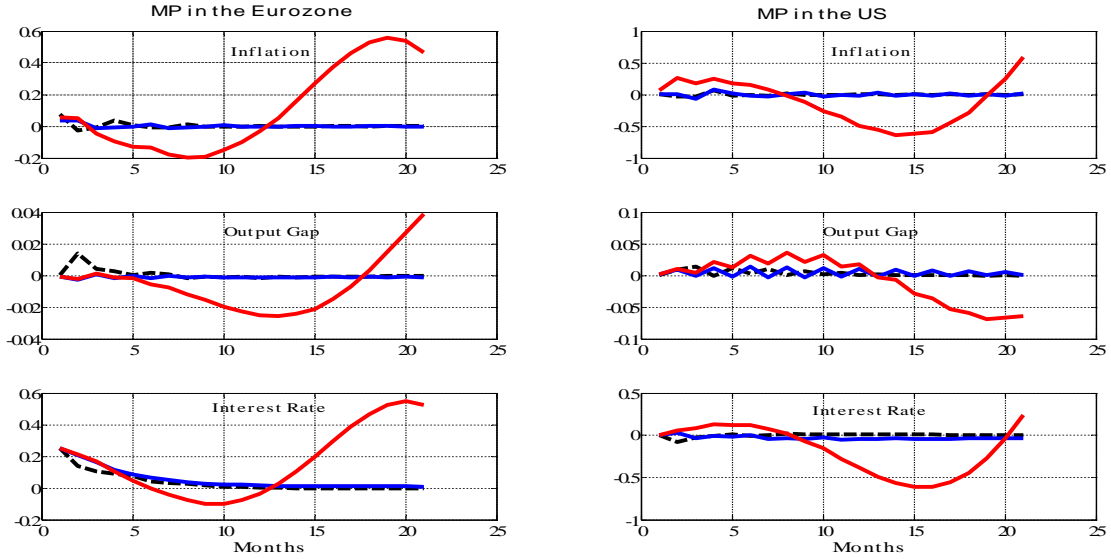 MP in the Eurozone
0.6
0.4
0.2
0
-0.2
Inflation
0 5 10 15 20 25
0.04
0.02
0
-0.02
-0.04
Output Gap
0 5 10 15 20 25
0.6
0.4
0.2
0
-0.2
Interest Rate
0 5 10 15 20 25
Months
MP in the US
1
0.5
0
-0.5
-1
Inflation
0 5 10 15 20 25
0.1
0.05
0
-0.05
-0.1
Output Gap
0 5 10 15 20 25
0.5
0
-0.5
-1
Interest Rate
0 5 10 15 20 25
Months